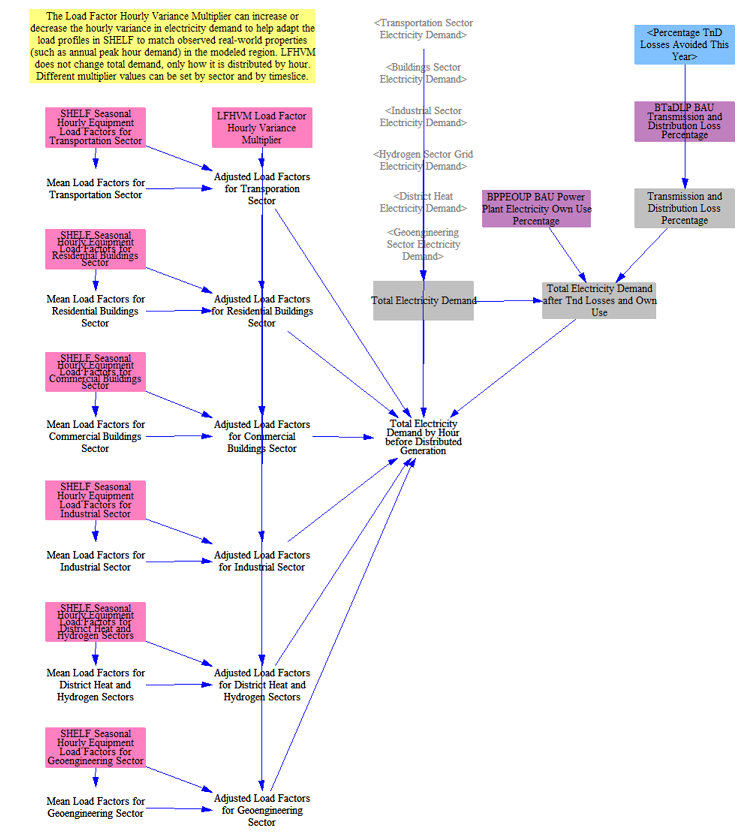 The Load Factor Hourly Variance Multiplier can increase or
decrease the hourly variance in electricity demand to help adapt the
load profiles in SHELF to match observed real-world properties
(such as annual peak hour demand) in the modeled region. LFHVM
does not change total demand, only how it is distributed by hour.
Different multiplier values can be set by sector and by timeslice.
<Transportation Sector
Electricity Demand>
<Buildings Sector
Electricity Demand>
<Industrial Sector
Electricity Demand>
<Hydrogen Sector Grid
Electricity Demand>
<District Heat
Electricity Demand>
<Geoengineering
Sector Electricity
Demand>
<Percentage TnD
Losses Avoided This
Year>
BTaDLP BAU
Transmission and
Distribution Loss
Percentage
Transmission and
Distribution Loss
Percentage
BPPEOUP BAU Power
Plant Electricity Own Use
Percentage
Total Electricity Demand
Total Electricity Demand
after Tnd Losses and Own
Use
Total Electricity
Demand by Hour
before Distributed
Generation
SHELF Seasonal
Hourly Equipment
Load Factors for
Transportation Sector
LFHVM Load Factor
Hourly Variance
Multiplier
Mean Load Factors for
Transportation Sector
Adjusted Load Factors
for Transporation
Sector
SHELF Seasonal
Hourly Equipment
Load Factors for
Residential Buildings
Sector
Mean Load Factors for
Residential Buildings
Sector
Adjusted Load Factors
for Residential Buildings
Sector
SHELF Seasonal
Hourly Equipment
Load Factors for
Commercial Buildings
Sector
Mean Load Factors for
Commercial Buildings
Sector
Adjusted Load Factors
for Commercial
Buildings Sector
SHELF Seasonal
Hourly Equipment
Load Factors for
Industrial Sector
Mean Load Factors for
Industrial Sector
Adjusted Load Factors
for Industrial Sector
SHELF Seasonal
Hourly Equipment
Load Factors for
District Heat and
Hydrogen Sectors
Mean Load Factors for
District Heat and
Hydrogen Sectors
Adjusted Load Factors
for District Heat and
Hydrogen Sectors
SHELF Seasonal
Hourly Equipment
Load Factors for
Geoengineering Sector
Mean Load Factors for
Geoengineering Sector
Adjusted Load Factors
for Geoengineering
Sector